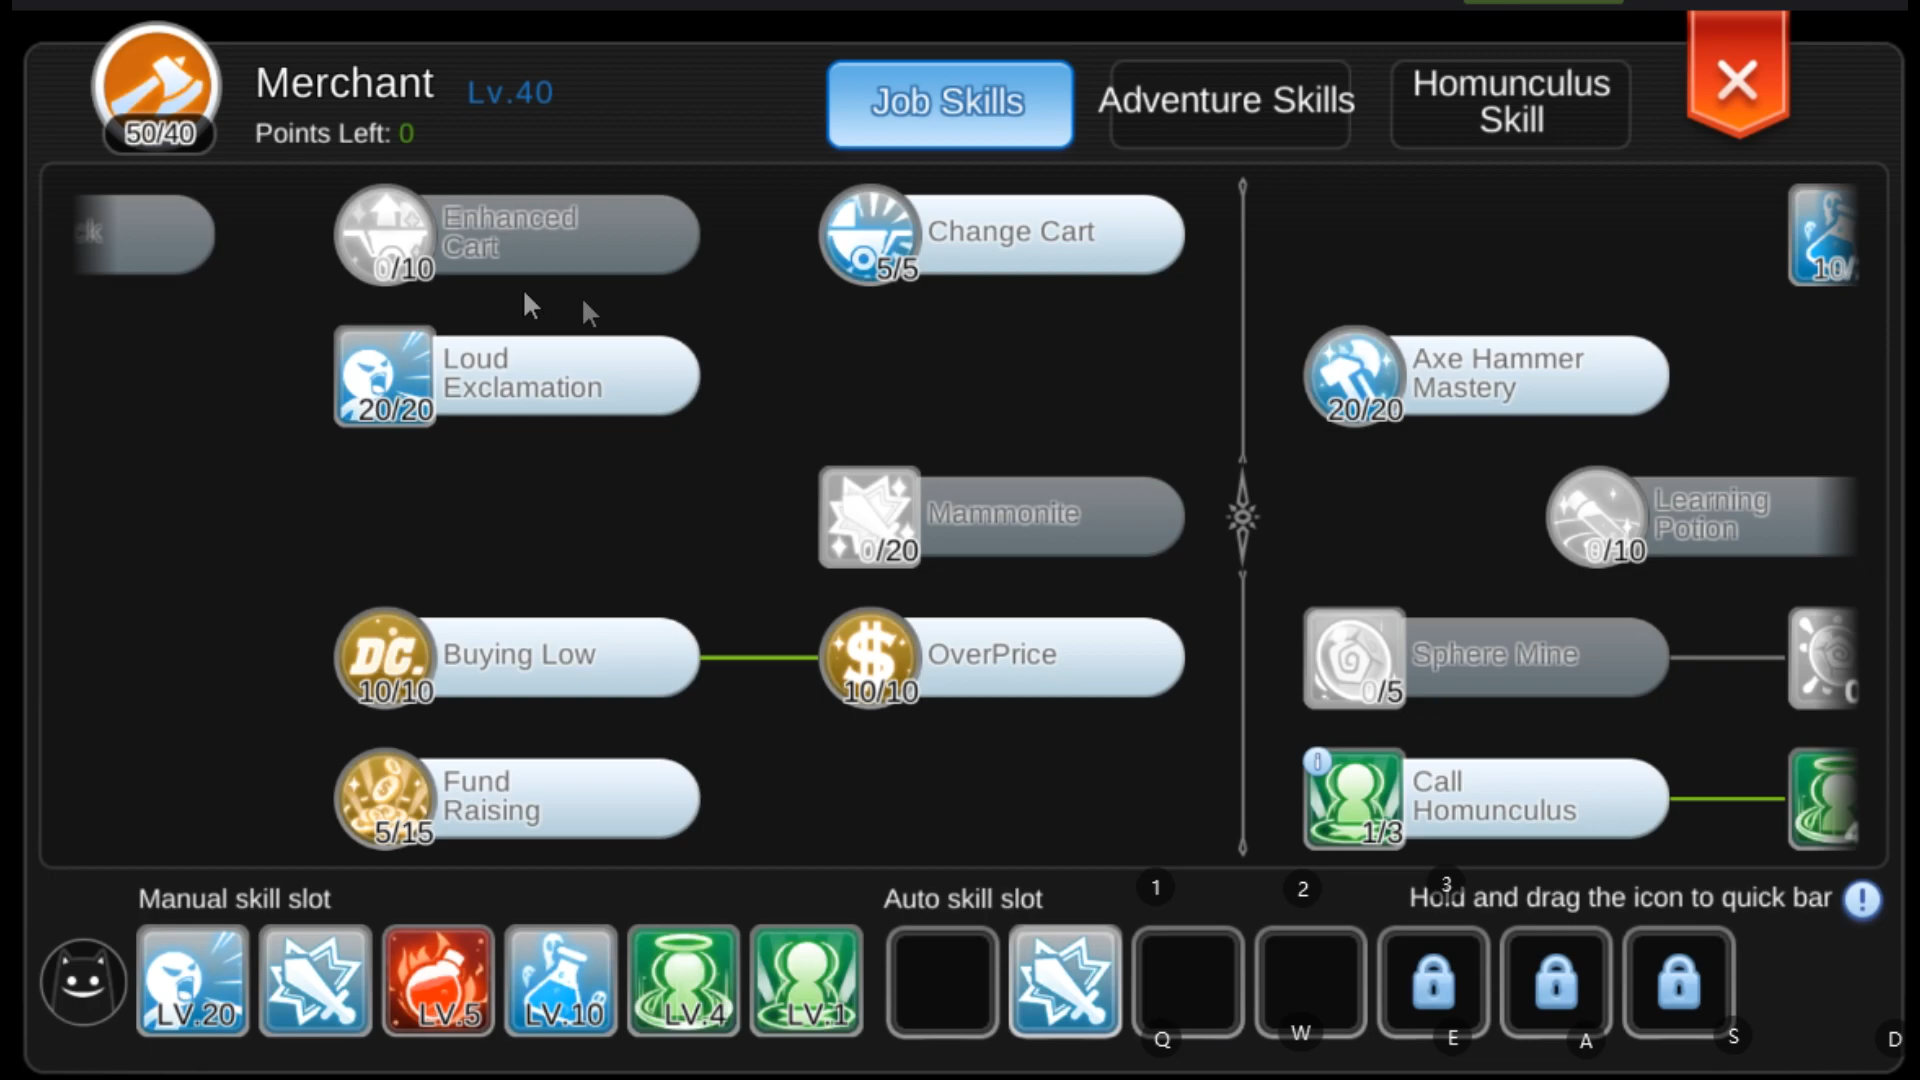 Merchant Lv.40
50/40
Points Left: 0
Job Skills
Adventure Skills
Homunculus
Skill
ck
Enhanced
Cart
0/10
Change Cart
5/5
10/
Loud
Exclamation
20/20
Axe Hammer
Mastery
20/20
Mammonite
0/20
Learning
Potion
0/10
DC.
Buying Low
10/10
$
OverPrice
10/10
Sphere Mine
0/5
0
Fund
Raising
5/15
Call
Homunculus
1/3
Manual skill slot
Auto skill slot
1
2
3
Hold and drag the icon to quick bar
LV.20
LV.5
LV.10
LV.4
LV.1
Q
W
E
A
S
D